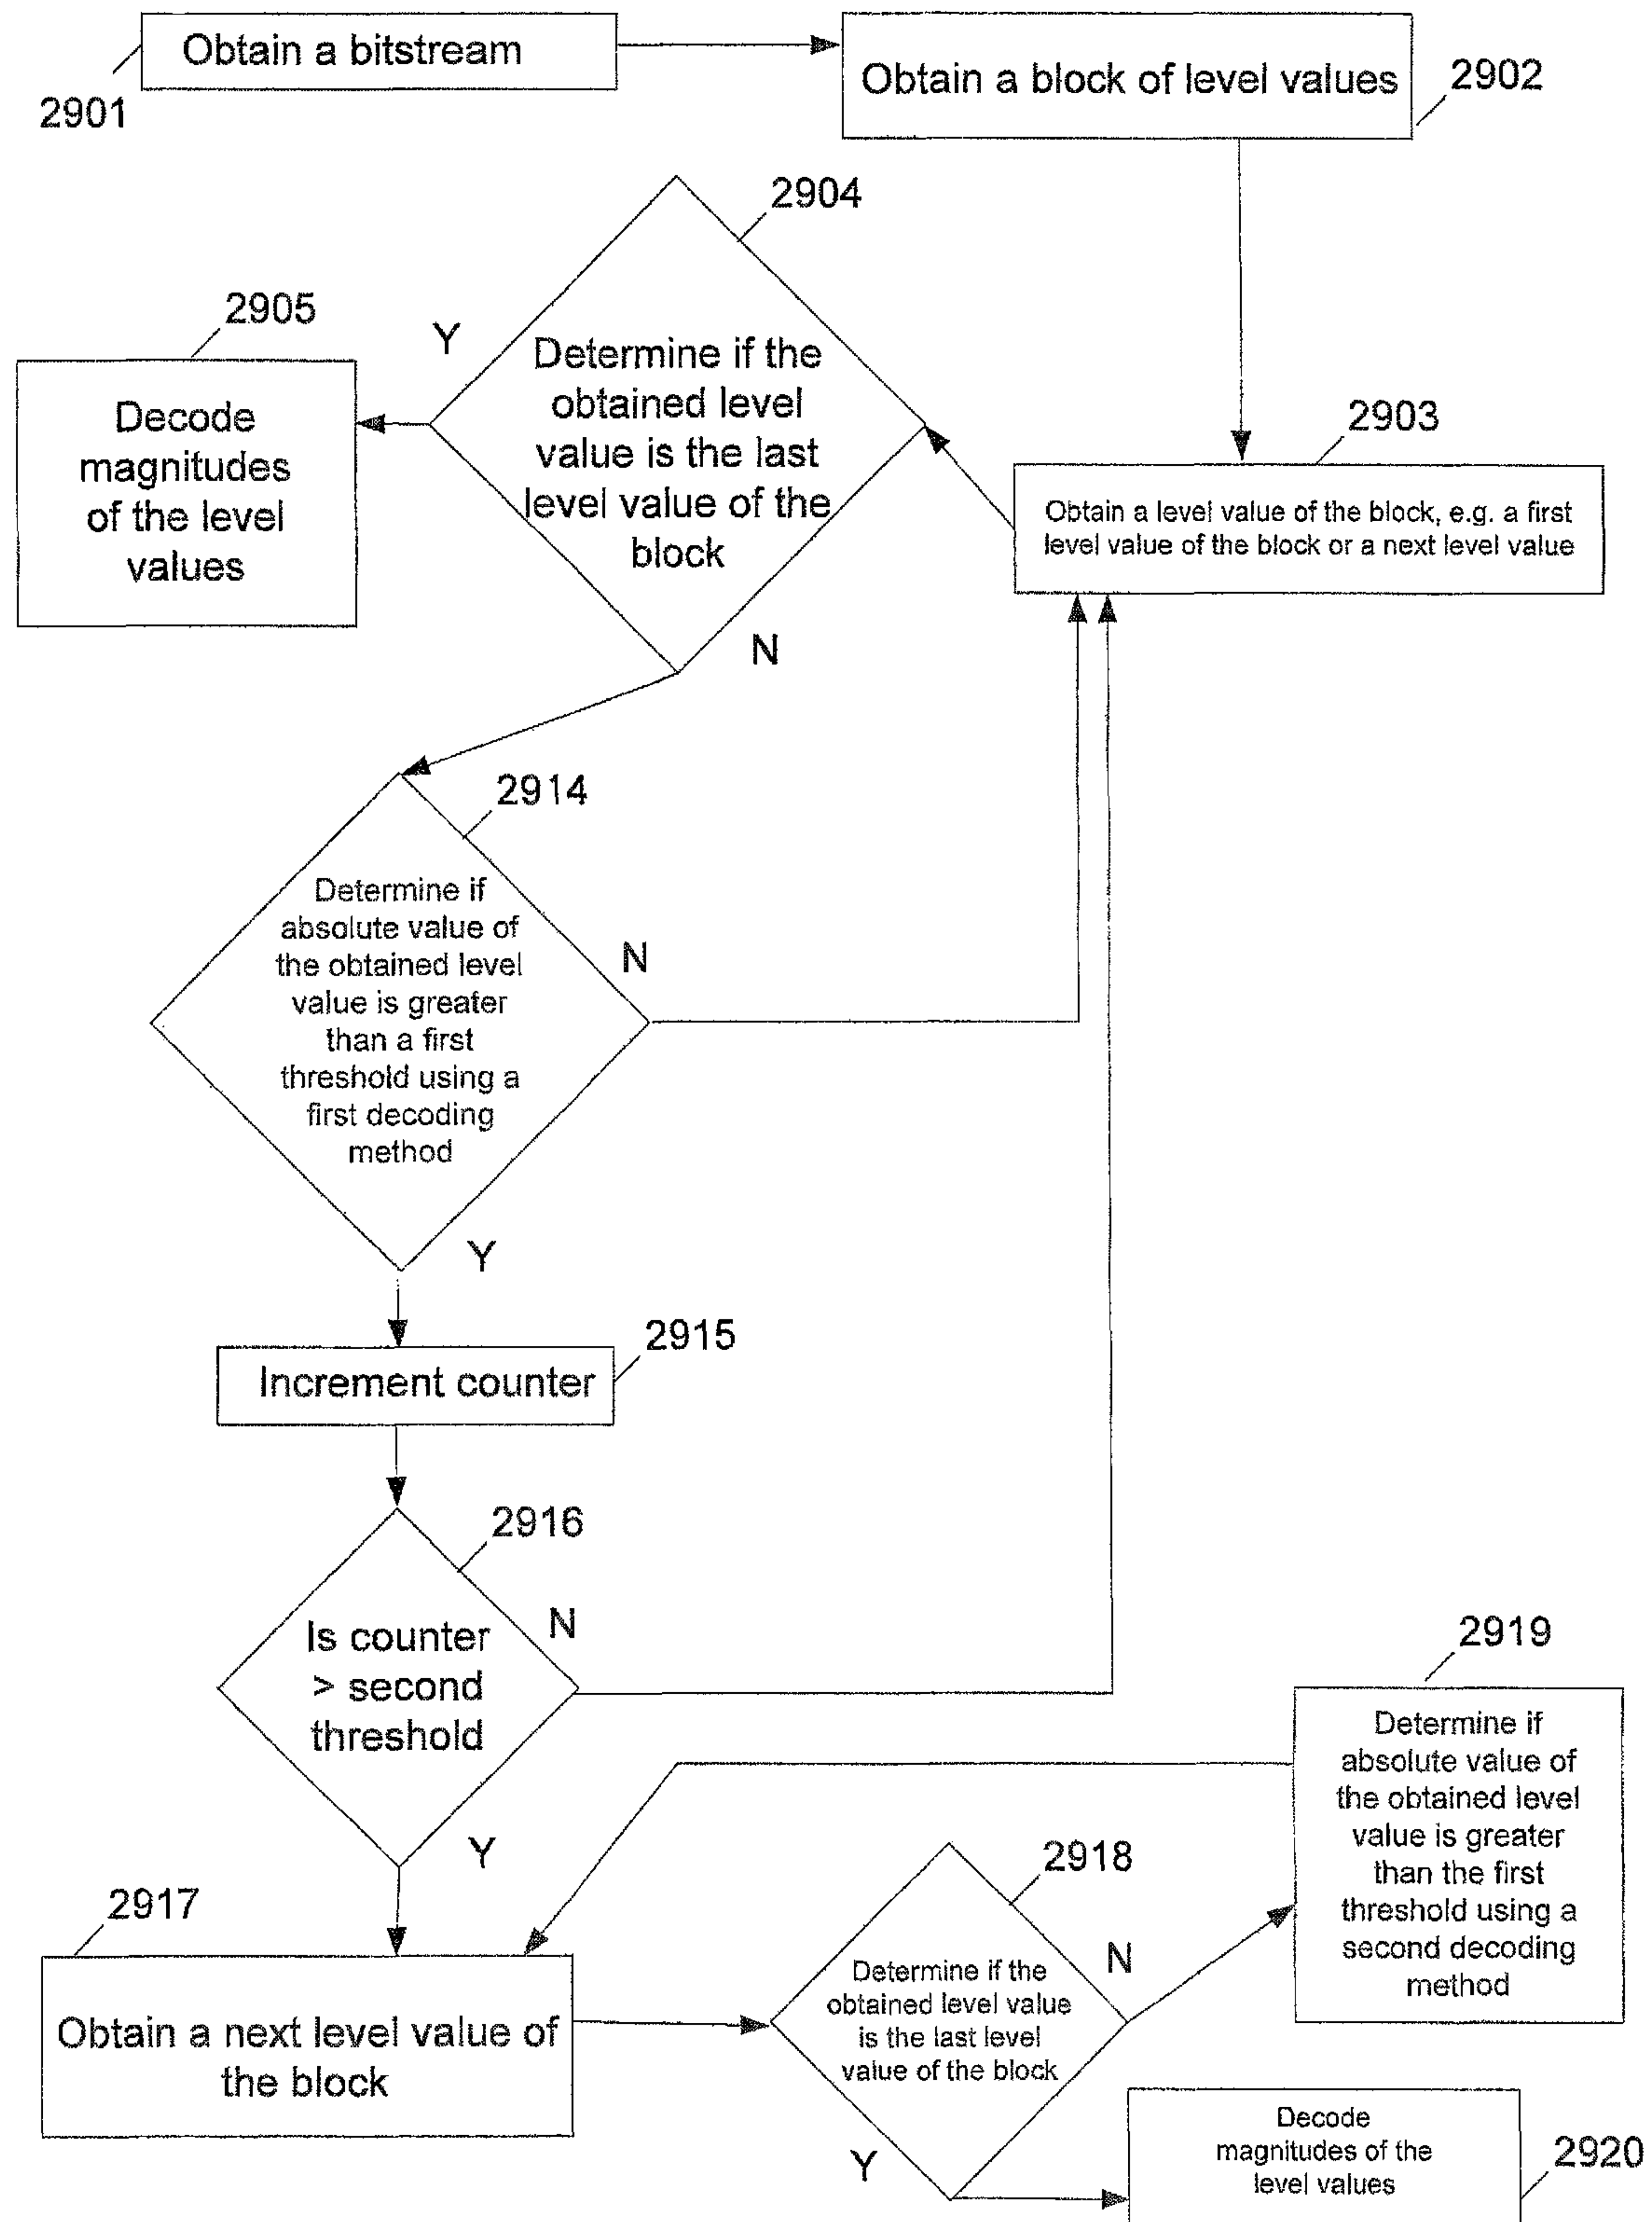 Obtain a bitstream
2901
Obtain a block of level values
2902
2904
Determine if the
obtained level
value is the last
level value of the
block
Y
N
2905
Decode
magnitudes
of the level
values
2903
Obtain a level value of the block, e.g. a first
level value of the block or a next level value
2914
Determine if
absolute value of
the obtained level
value is greater
than a first
threshold using a
first decoding
method
N
Y
2915
Increment counter
2916
Is counter
> second
threshold
N
Y
2917
Obtain a next level value of
the block
2918
Determine if the
obtained level value
is the last level
value of the block
N
Y
2919
Determine if
absolute value of
the obtained level
value is greater
than the first
threshold using a
second decoding
method
Decode
magnitudes of the
level values
2920